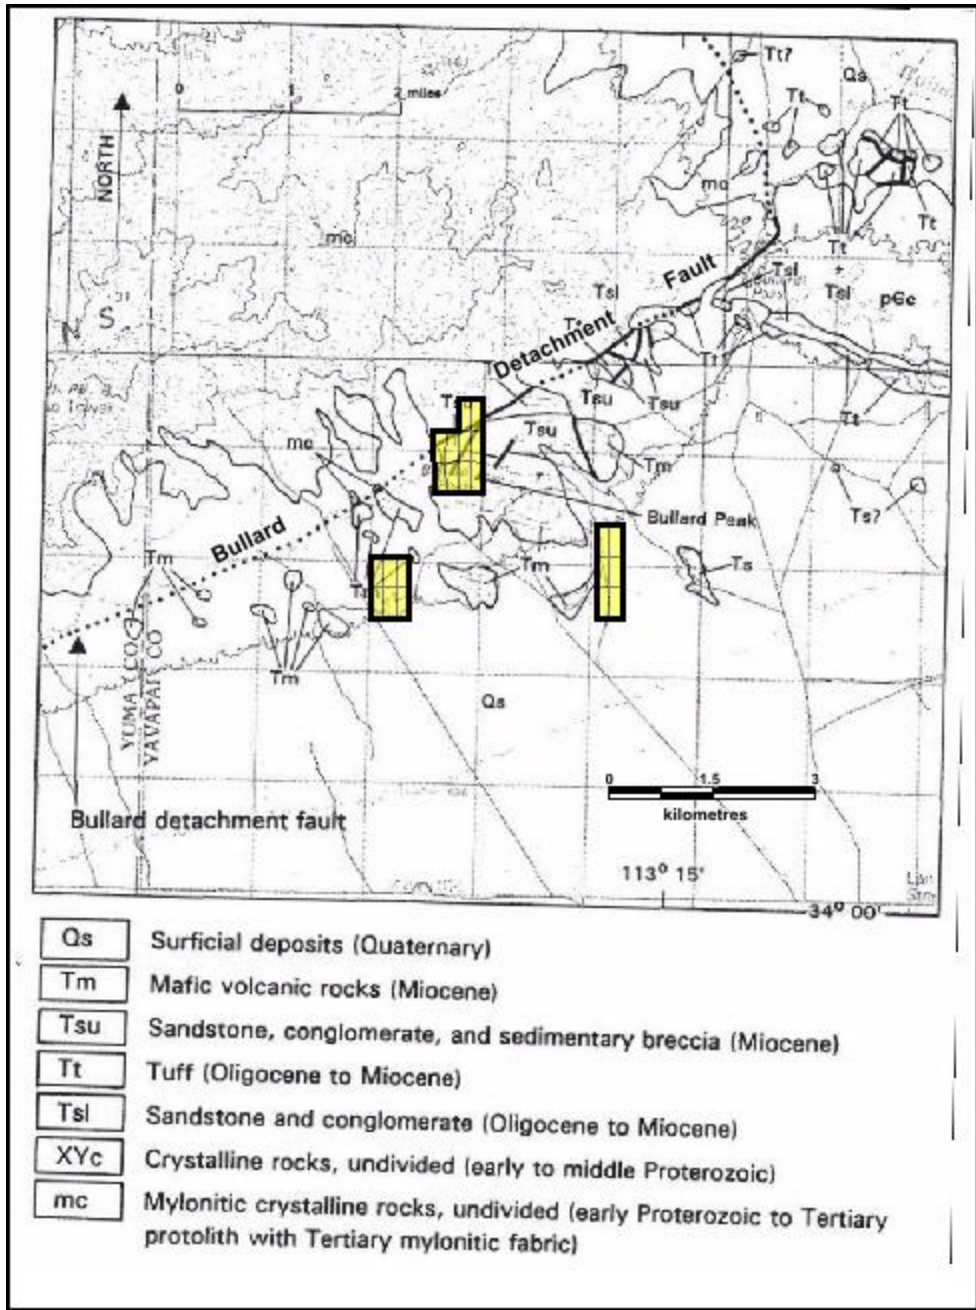 Tt?
Qs
0 1 2 miles
Tt
Tt
NORTH
mc
Tt
mc
Tt
Fault
Tsl
Tsl
Tsl
pЄc
31
S
Detachment
Tt
Tsu
Tsu
Tt
mc
Tsu
Tm
Bullard Peak
Ts?
Bullard
Tm
Tm
Ts
Tm
YUMA CO
YAVAPAI CO
Qs
0 1.5 3
kilometres
Bullard detachment fault
113° 15'
34° 00'
Qs Surficial deposits (Quaternary)
Tm Mafic volcanic rocks (Miocene)
Tsu Sandstone, conglomerate, and sedimentary breccia (Miocene)
Tt Tuff (Oligocene to Miocene)
Tsl Sandstone and conglomerate (Oligocene to Miocene)
XYc Crystalline rocks, undivided (early to middle Proterozoic)
mc Mylonitic crystalline rocks, undivided (early Proterozoic to Tertiary
protolith with Tertiary mylonitic fabric)